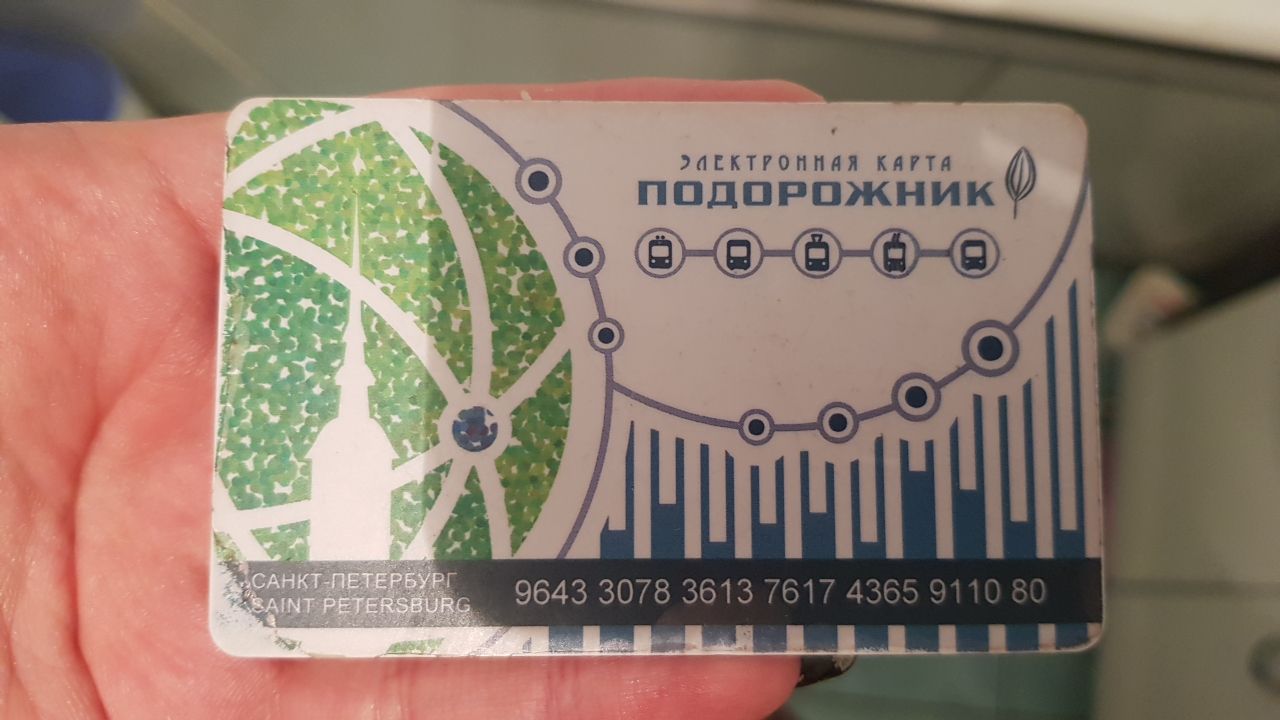 ЭЛЕКТРОННАЯ КАРТА
ПОДОРОЖНИК
САНКТ-ПЕТЕРБУРГ
SAINT PETERSBURG
9643 3078 3613 7617 4365 9110 80